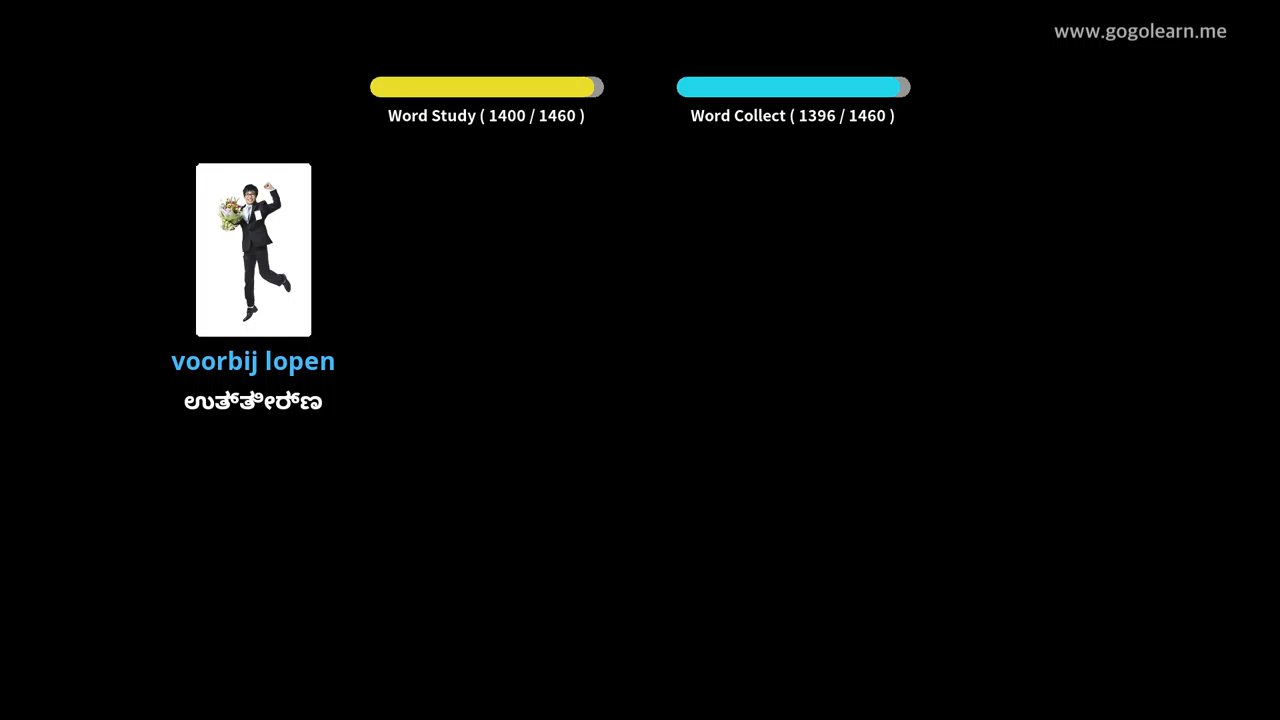 www.gogolearn.me
Word Study ( 1400 / 1460 )
Word Collect ( 1396 / 1460 )
voorbij lopen
ಉತ್ತೀರ್ಣ